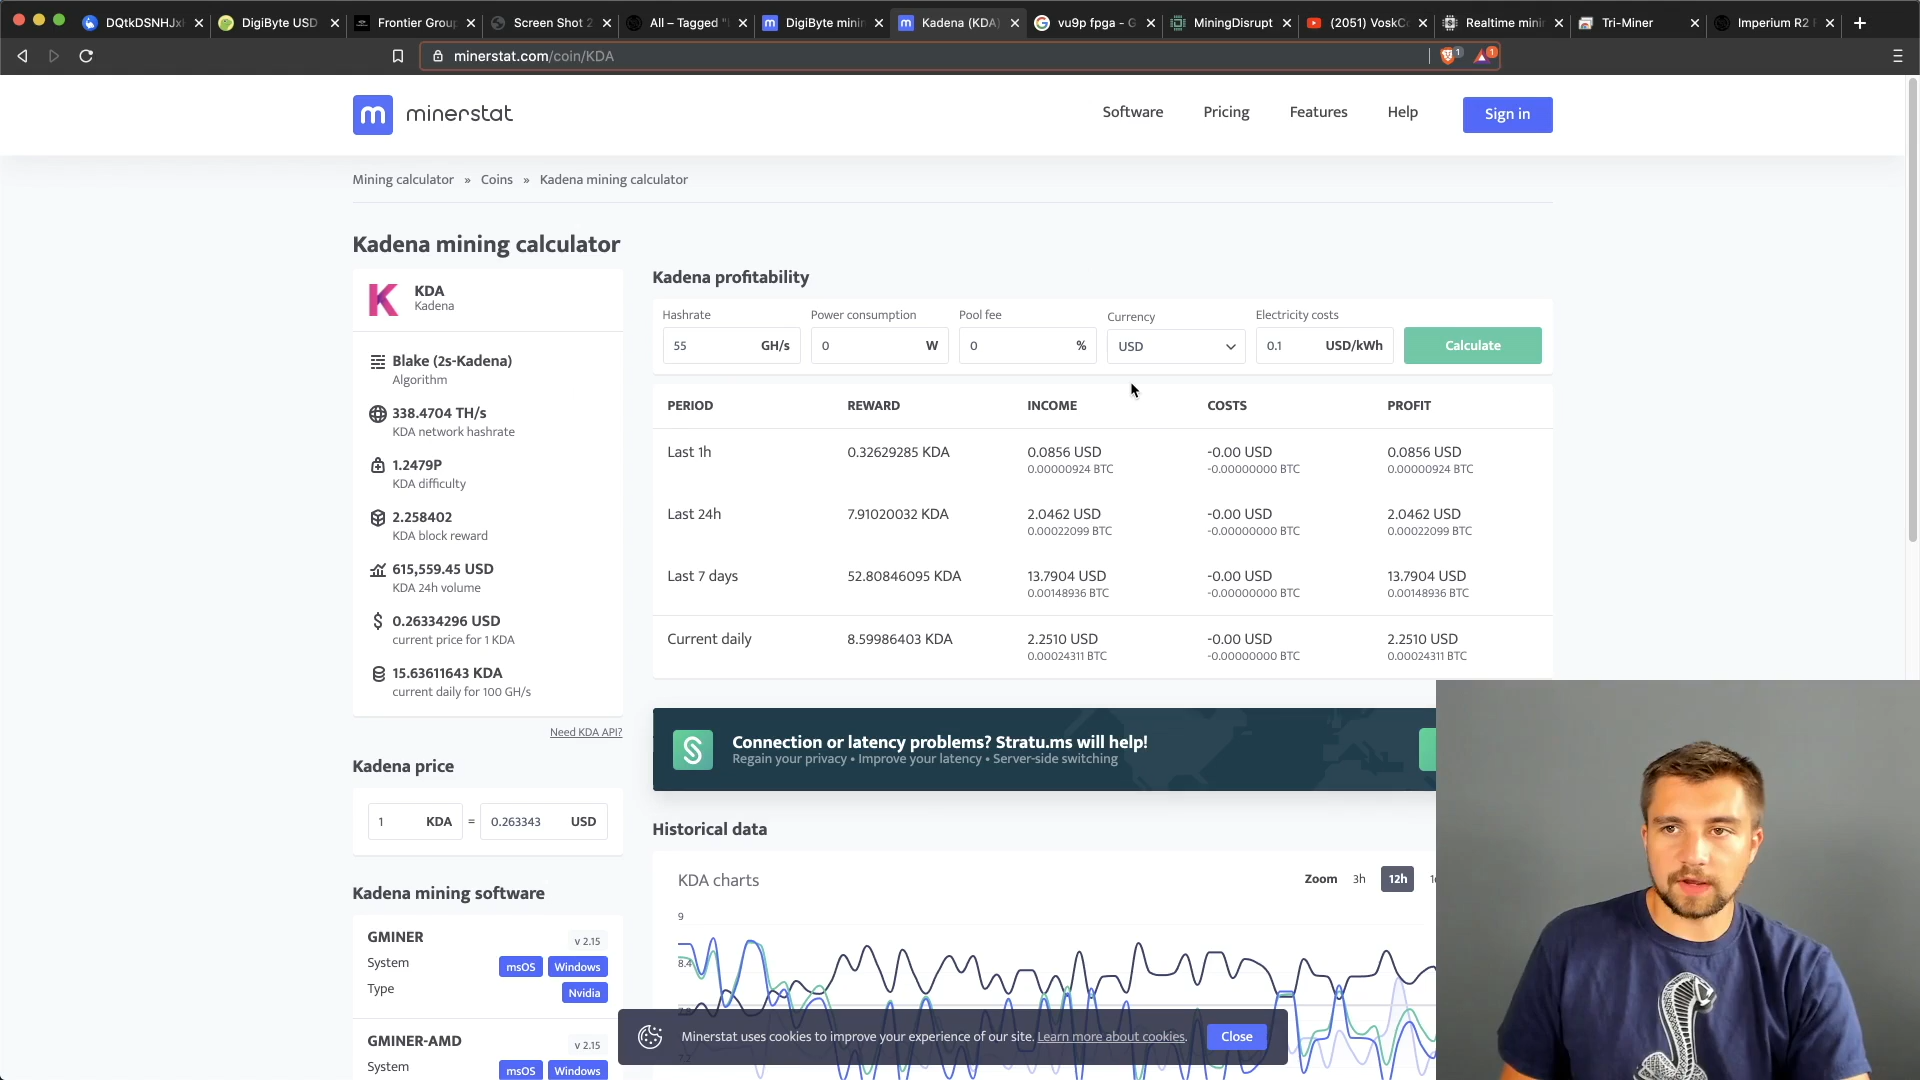 DQtkDSNHJx
DigiByte USD
Frontier Group
Screen Shot 2
All – Tagged "
DigiByte minin
Kadena (KDA)
vu9p fpga - G
MiningDisrupt
(2051) VoskCo
Realtime minin
Tri-Miner
Imperium R2
minerstat.com/coin/KDA
1
1
minerstat
Software
Pricing
Features
Help
Sign in
Mining calculator » Coins » Kadena mining calculator
Kadena mining calculator
KDA
Kadena
Blake (2s-Kadena)
Algorithm
338.4704 TH/s
KDA network hashrate
1.2479P
KDA difficulty
2.258402
KDA block reward
615,559.45 USD
KDA 24h volume
0.26334296 USD
current price for 1 KDA
15.63611643 KDA
current daily for 100 GH/s
Need KDA API?
Kadena price
1 KDA = 0.263343 USD
Kadena mining software
GMINER
v 2.15
System
msOS Windows
Type
Nvidia
GMINER-AMD
v 2.15
System
msOS Windows
Kadena profitability
Hashrate Power consumption Pool fee Currency Electricity costs
55 GH/s 0 W 0 % USD 0.1 USD/kWh Calculate
PERIOD REWARD INCOME COSTS PROFIT
Last 1h 0.32629285 KDA 0.0856 USD -0.00 USD 0.0856 USD
0.00000924 BTC -0.00000000 BTC 0.00000924 BTC
Last 24h 7.91020032 KDA 2.0462 USD -0.00 USD 2.0462 USD
0.00022099 BTC -0.00000000 BTC 0.00022099 BTC
Last 7 days 52.80846095 KDA 13.7904 USD -0.00 USD 13.7904 USD
0.00148936 BTC -0.00000000 BTC 0.00148936 BTC
Current daily 8.59986403 KDA 2.2510 USD -0.00 USD 2.2510 USD
0.00024311 BTC -0.00000000 BTC 0.00024311 BTC
Connection or latency problems? Stratu.ms will help!
Regain your privacy • Improve your latency • Server-side switching
Historical data
KDA charts
Zoom 3h 12h
9
8.4
Minerstat uses cookies to improve your experience of our site. Learn more about cookies.
Close